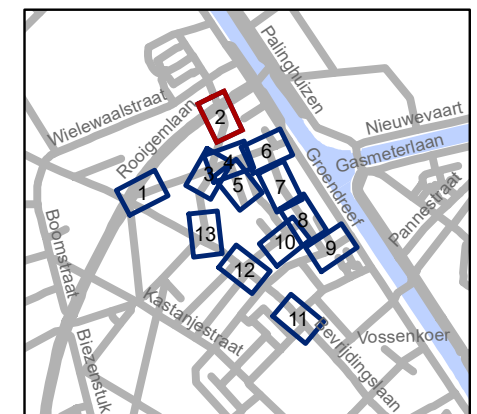 Palinghuizen
Wielewaalstraat
Rooigemlaan
Nieuwevaart
Gasmeterlaan
Groendreef
Pannestraat
Boomstraat
Kastanjestraat
Biezenstuk
Bevrijdingslaan
Vossenkoer
1
2
3
4
5
6
7
8
9
10
11
12
13